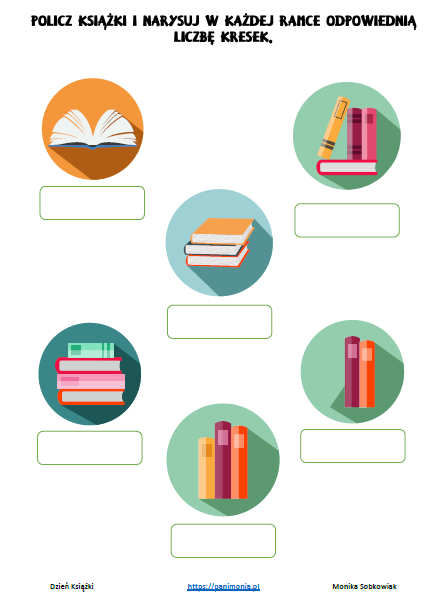 POLICZ KSIĄŻKI I NARYSUJ W KAŻDEJ RAMCE ODPOWIEDNIĄ
LICZBĘ KRESEK.
Dzień Książki https://panimonia.pl Monika Sobkowiak